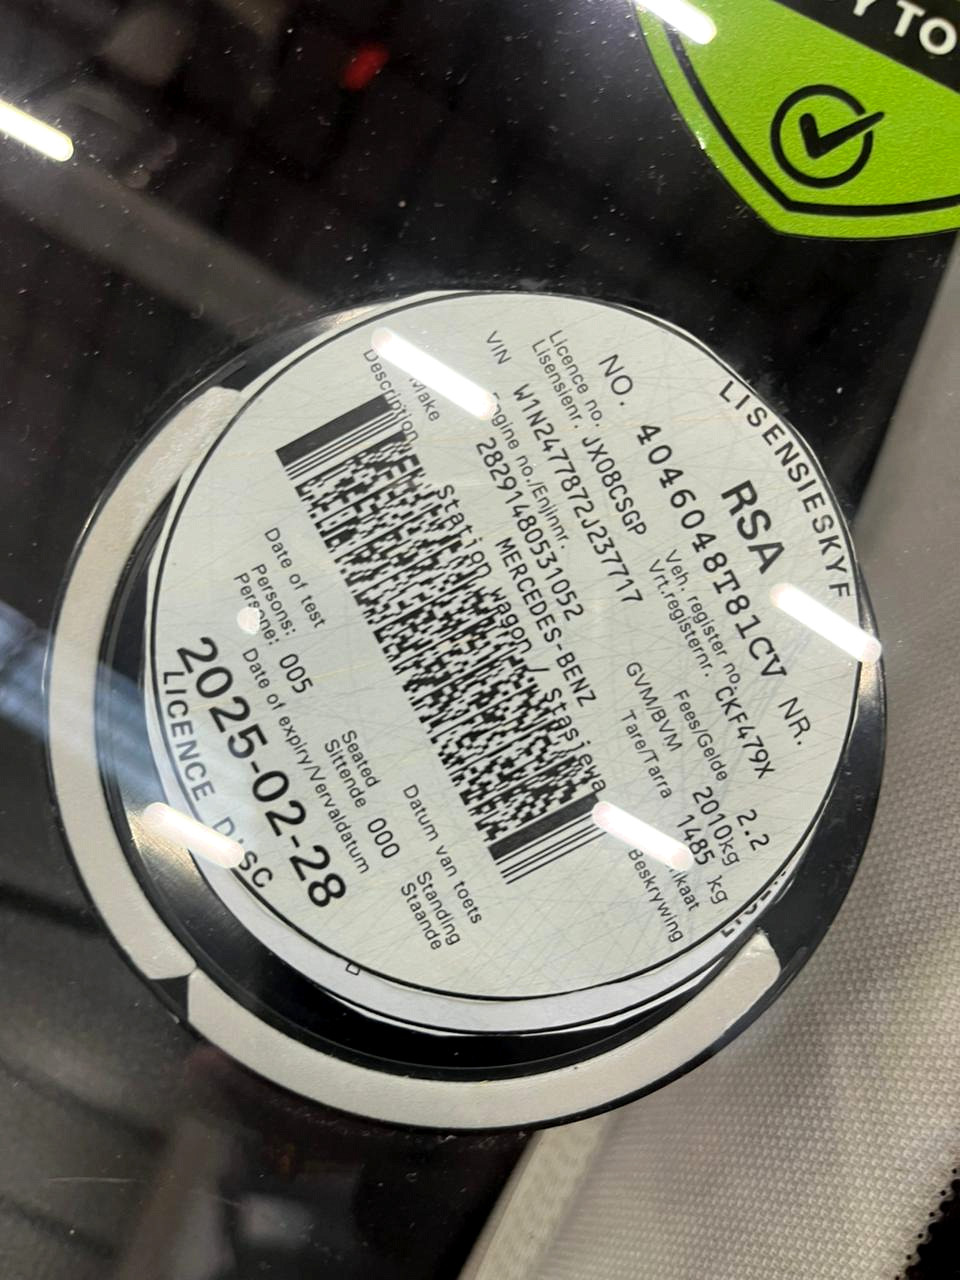 Y TO
LISENSIESKYF
RSA
NO. 4046048T81CV NR.
Licence no.
Lisensienr. JX08CSGP
Veh. register no.
Vrt.registernr. CKF479X
VIN W1N2477872J237717
Fees/Gelde 2.2
GVM/BVM 2010kg
Engine no./Enjinnr. 28291480531052
Tare/Tarra 1485 kg
Make MERCEDES-BENZ
Description Station wagon / Stasiewa
Beskrywing
Date of test
Datum van toets
Persons:
Persone: 005
Seated
Sittende 000
Standing
Staande
Date of expiry/Vervaldatum
2025-02-28
LICENCE DISC